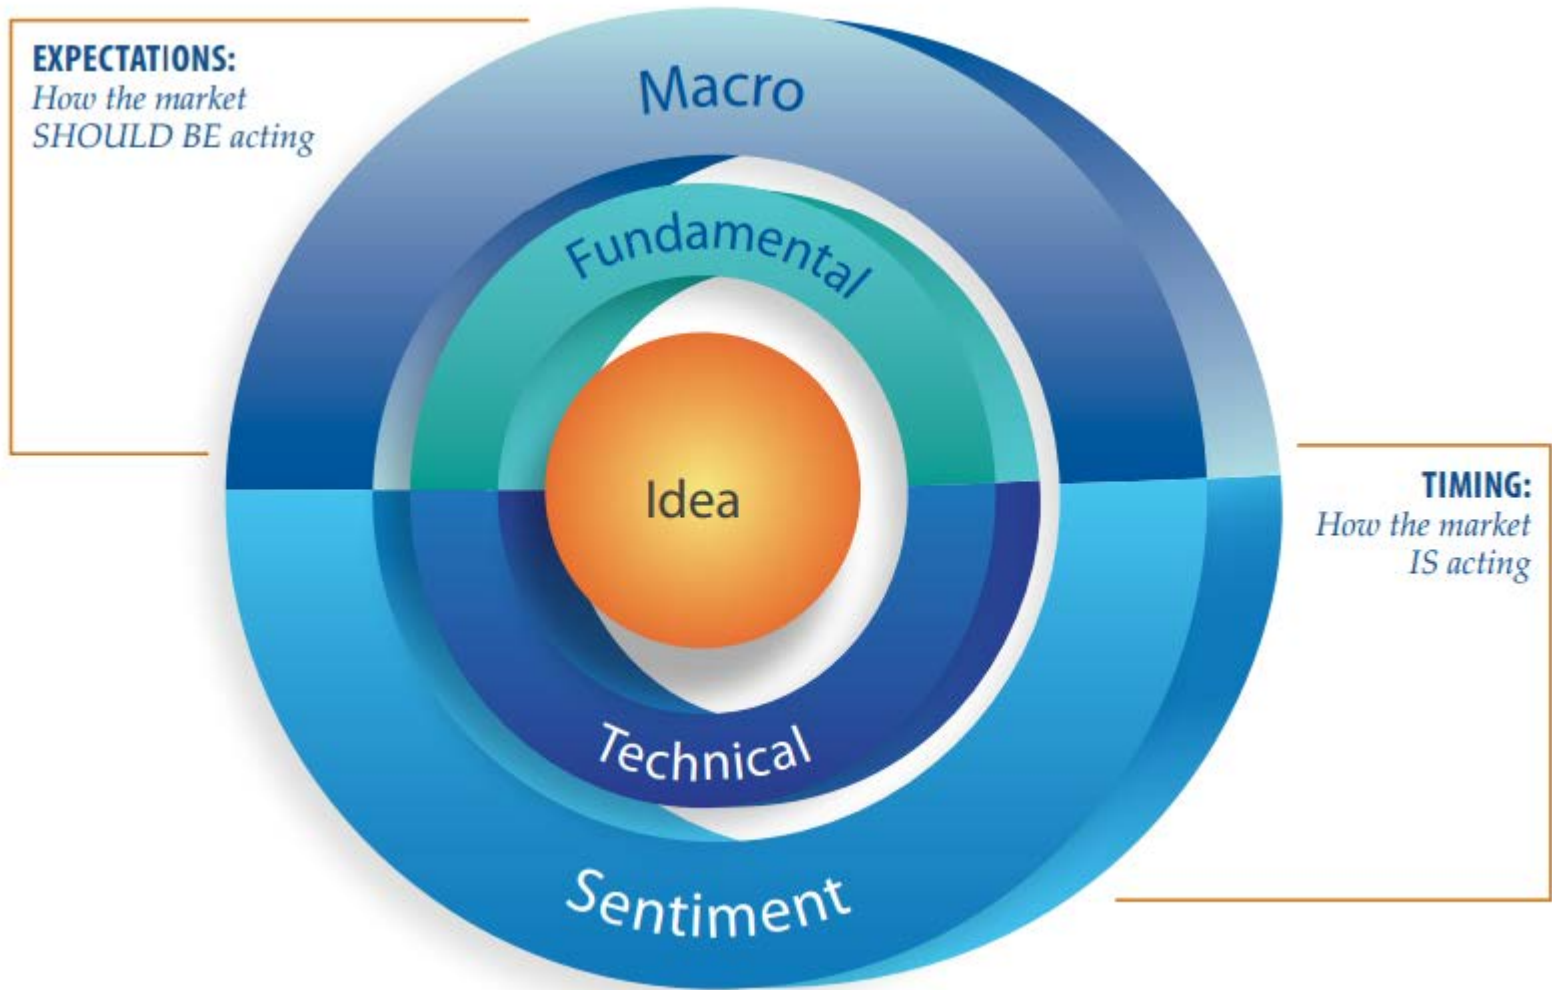 EXPECTATIONS:
How the market
SHOULD BE acting
Macro
Fundamental
Idea
TIMING:
How the market
IS acting
Technical
Sentiment